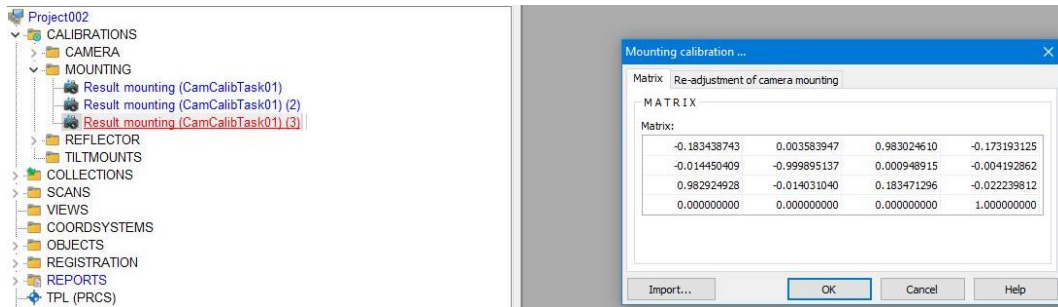 Project002
CALIBRATIONS
CAMERA
MOUNTING
Result mounting (CamCalibTask01)
Result mounting (CamCalibTask01) (2)
Result mounting (CamCalibTask01) (3)
REFLECTOR
TILTMOUNTS
COLLECTIONS
SCANS
VIEWS
COORDSYSTEMS
OBJECTS
REGISTRATION
REPORTS
TPL (PRCS)
Mounting calibration ...
Matrix Re-adjustment of camera mounting
MATRIX
Matrix:
-0.183438743 0.003583947 0.983024610 -0.173193125
-0.014450409 -0.999895137 0.000948915 -0.004192862
0.982924928 -0.014031040 0.183471296 -0.022239812
0.000000000 0.000000000 0.000000000 1.000000000
Import... OK Cancel Help